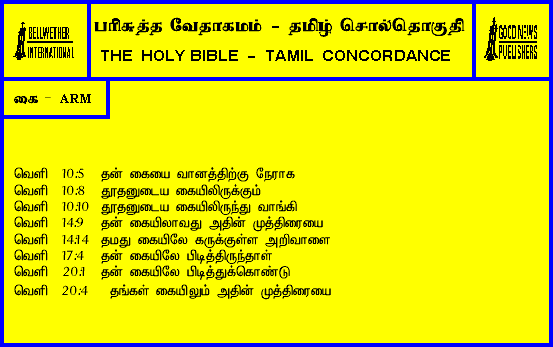 BELLWETHER
INTERNATIONAL
பரிசுத்த வேதாகமம் - தமிழ் சொல்தொகுதி
THE HOLY BIBLE - TAMIL CONCORDANCE
GOOD NEWS
PUBLISHERS
கை - ARM
வெளி 10:5 தன் கையை வானத்திற்கு நேராக
வெளி 10:8 தூதனுடைய கையிலிருக்கும்
வெளி 10:10 தூதனுடைய கையிலிருந்து வாங்கி
வெளி 14:9 தன் கையிலாவது அதின் முத்திரையை
வெளி 14:14 தமது கையிலே கருக்குள்ள அறிவாளை
வெளி 17:4 தன் கையிலே பிடித்திருந்தாள்
வெளி 20:1 தன் கையிலே பிடித்துக்கொண்டு
வெளி 20:4 தங்கள் கையிலும் அதின் முத்திரையை